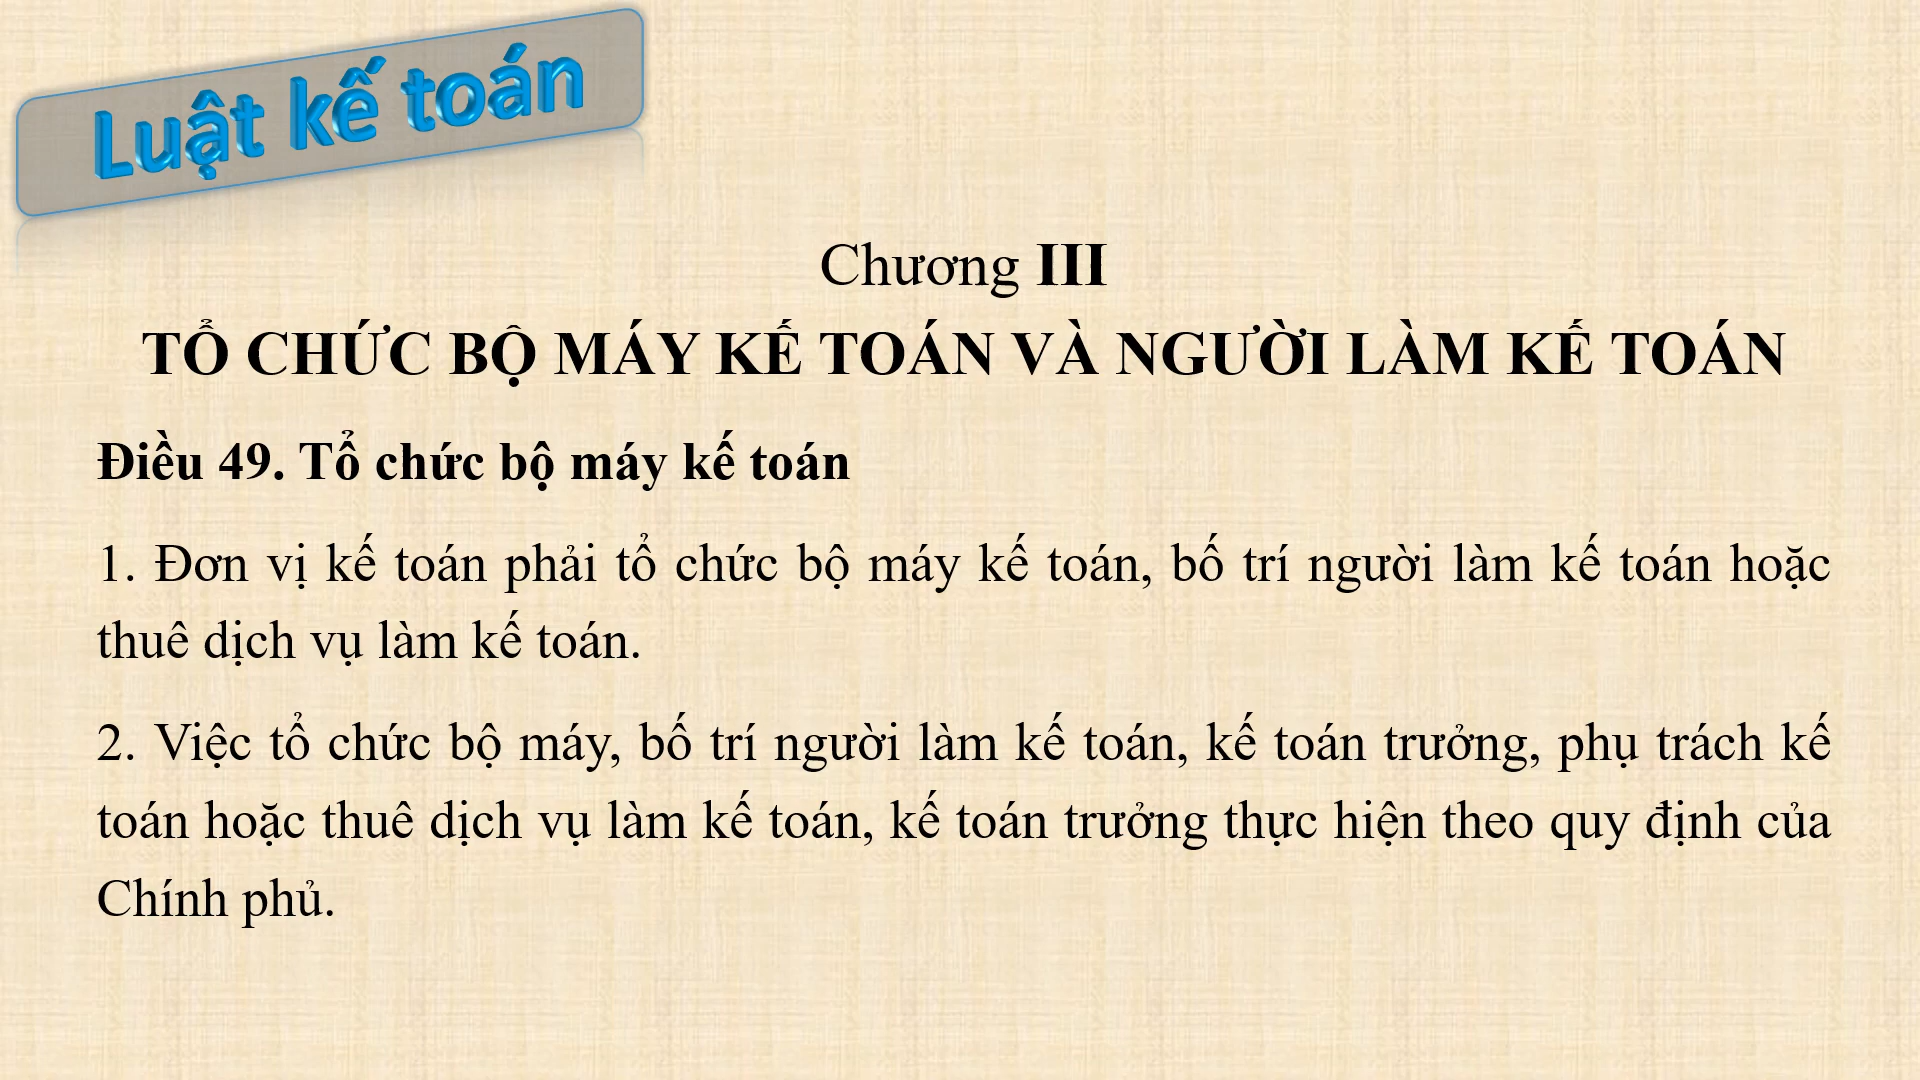 Luật kế toán
Chương III
TỔ CHỨC BỘ MÁY KẾ TOÁN VÀ NGƯỜI LÀM KẾ TOÁN
Điều 49. Tổ chức bộ máy kế toán
1. Đơn vị kế toán phải tổ chức bộ máy kế toán, bố trí người làm kế toán hoặc
thuê dịch vụ làm kế toán.
2. Việc tổ chức bộ máy, bố trí người làm kế toán, kế toán trưởng, phụ trách kế
toán hoặc thuê dịch vụ làm kế toán, kế toán trưởng thực hiện theo quy định của
Chính phủ.